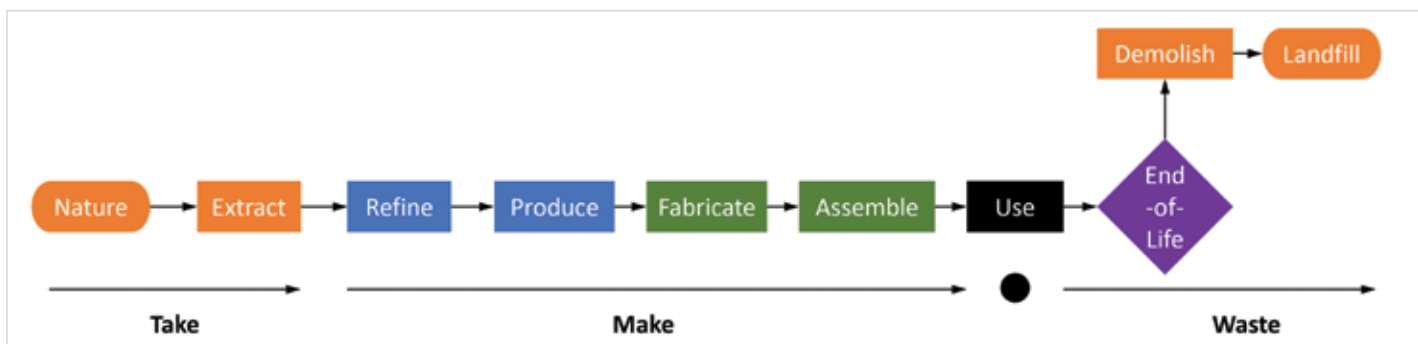 Demolish
Landfill
Nature
Extract
Refine
Produce
Fabricate
Assemble
Use
End
-of-
Life
Take
Make
Waste